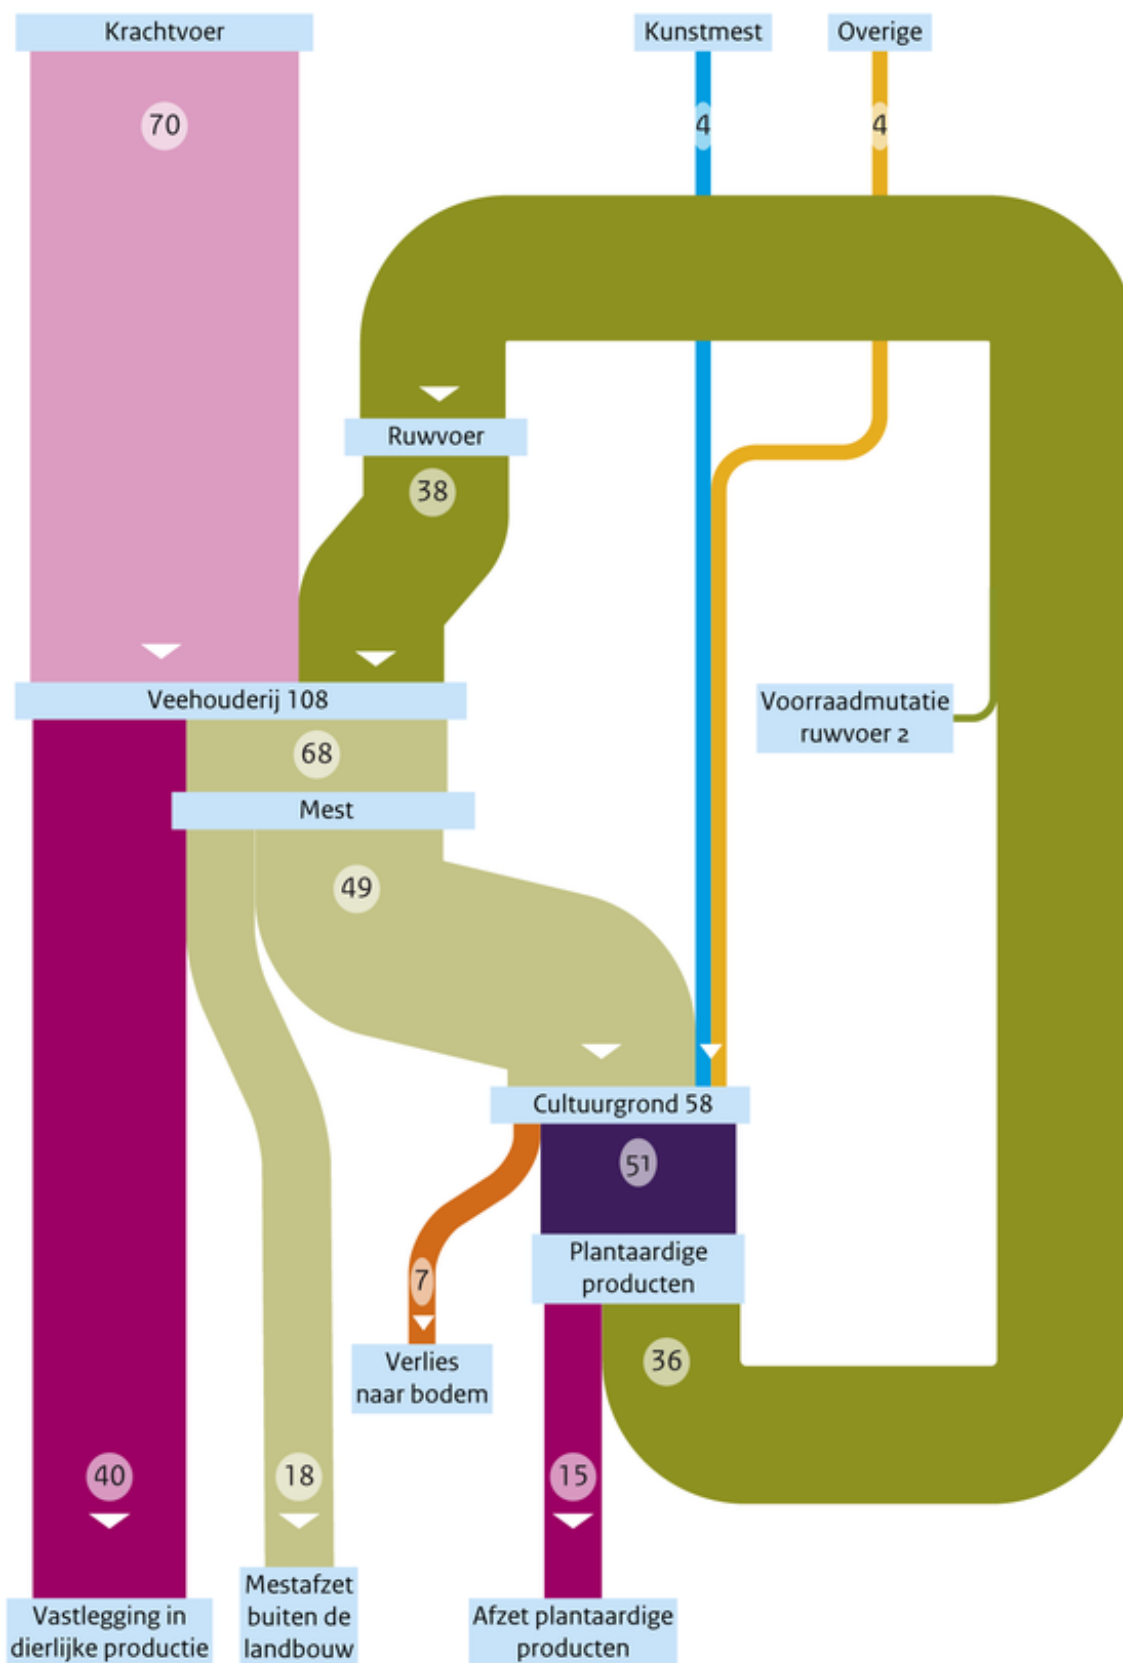 Krachtvoer
Kunstmest
Overige
70
4
4
Ruwvoer
38
Veehouderij 108
Voorraadmutatie
ruwvoer 2
68
Mest
49
Cultuurgrond 58
51
Plantaardige
producten
7
Verlies
naar bodem
36
40
18
15
Vastlegging in
dierlijke productie
Mestafzet
buiten de
landbouw
Afzet plantaardige
producten